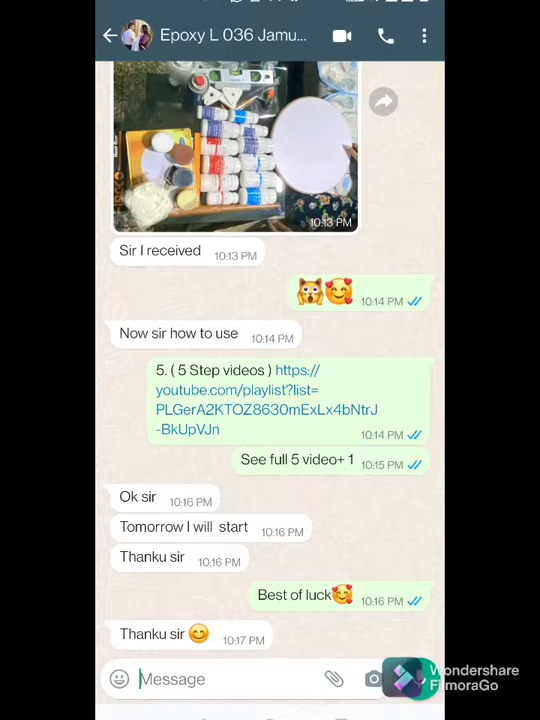 Epoxy L 036 Jamu...
10:13 PM
Sir I received 10:13 PM
10:14 PM
Now sir how to use 10:14 PM
5. ( 5 Step videos ) https://
youtube.com/playlist?list=
PLGerA2KTOZ8630mExLx4bNtrJ
-BkUpVJn
10:14 PM
See full 5 video+ 1 10:15 PM
Ok sir 10:16 PM
Tomorrow I will start 10:16 PM
Thanku sir 10:16 PM
Best of luck🥰 10:16 PM
Thanku sir 😊 10:17 PM
Message
Wondershare
FilmoraGo